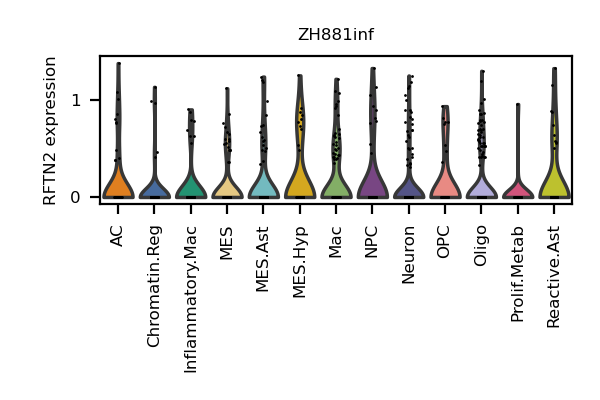 ZH881inf
RFTN2 expression
1
0
AC
Chromatin.Reg
Inflammatory.Mac
MES
MES.Ast
MES.Hyp
Mac
NPC
Neuron
OPC
Oligo
Prolif.Metab
Reactive.Ast